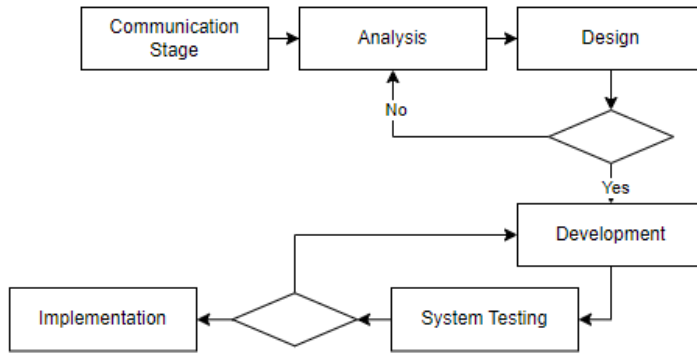 Communication
Stage
Analysis
Design
No
Yes
Development
Implementation
System Testing